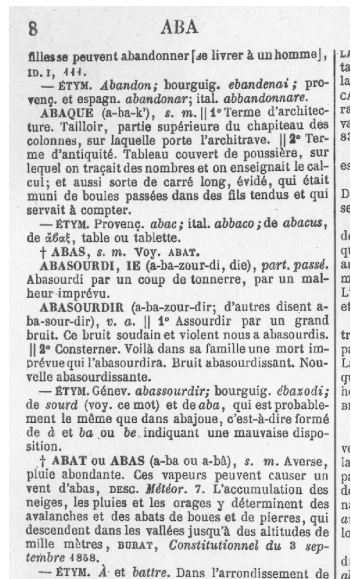 8 ABA
filles se peuvent abandonner [se livrer à un homme],
ID. I, 111.
— ÉTYM. Abandon; bourguig. ebandenai; pro-
venç. et espagn. abandonar; ital. abbandonnare.
ABAQUE (a-ba-k'), s. m. || 1° Terme d'architec-
ture. Tailloir, partie supérieure du chapiteau des
colonnes, sur laquelle porte l'architrave. || 2° Ter-
me d'antiquité. Tableau couvert de poussière, sur
lequel on traçait des nombres et on enseignait le cal-
cul; et aussi sorte de carré long, évidé, qui était
muni de boules passées dans des fils tendus et qui
servait à compter.
— ÉTYM. Provenç. abac; ital. abbaco; de abacus,
de ἄβαξ, table ou tablette.
† ABAS, s. m. Voy. ABAT.
ABASOURDI, IE (a-ba-zour-di, die), part. passé.
Abasourdi par un coup de tonnerre, par un mal-
heur imprévu.
ABASOURDIR (a-ba-zour-dir; d'autres disent a-
ba-sour-dir), v. a. || 1° Assourdir par un grand
bruit. Ce bruit soudain et violent nous a abasourdis.
|| 2° Consterner. Voilà dans sa famille une mort im-
prévue qui l'abasourdira. Bruit abasourdissant. Nou-
velle abasourdissante.
— ÉTYM. Génev. abassourdir; bourguig. ébazodi;
de sourd (voy. ce mot) et de aba, qui est probable-
ment le même que dans abajoue, c'est-à-dire formé
de à et ba ou be indiquant une mauvaise dispo-
sition.
† ABAT ou ABAS (a-ba ou a-bâ), s. m. Averse,
pluie abondante. Ces vapeurs peuvent causer un
vent d'abas, DESC. Météor. 7. L'accumulation des
neiges, les pluies et les orages y déterminent des
avalanches et des abats de boues et de pierres, qui
descendent dans les vallées jusqu'à des altitudes de
mille mètres, BURAT, Constitutionnel du 3 sep-
tembre 1858.
— ÉTYM. À et battre. Dans l'arrondissement de